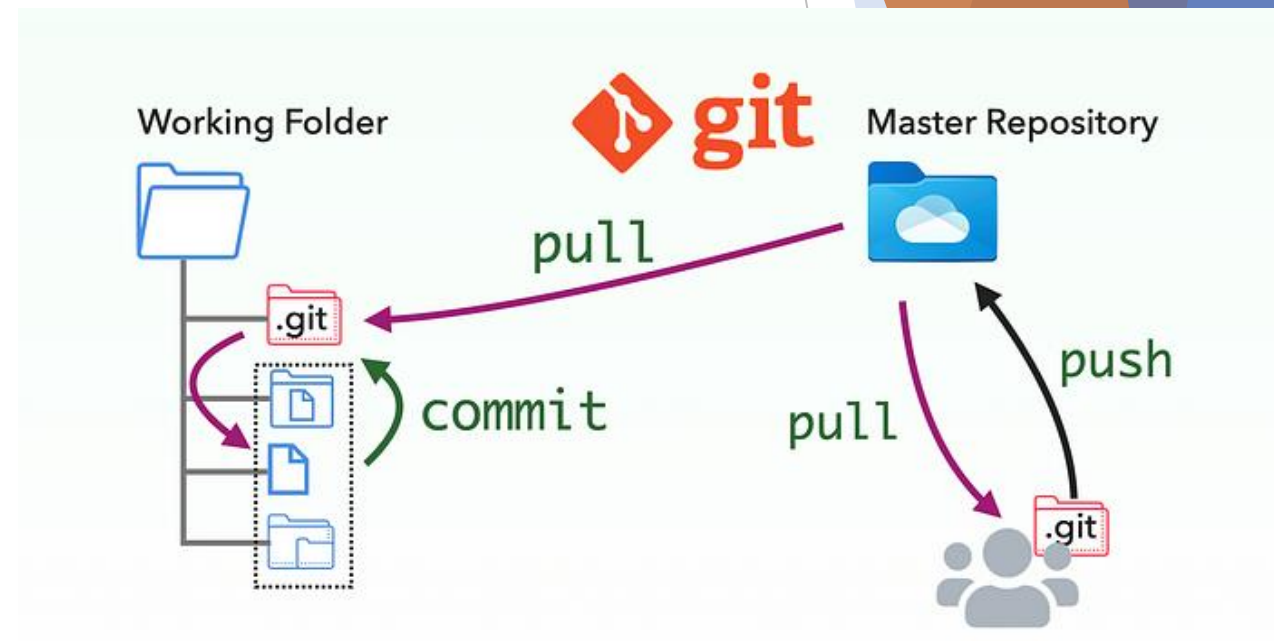 Working Folder
git
Master Repository
pull
.git
push
commit
pull
.git